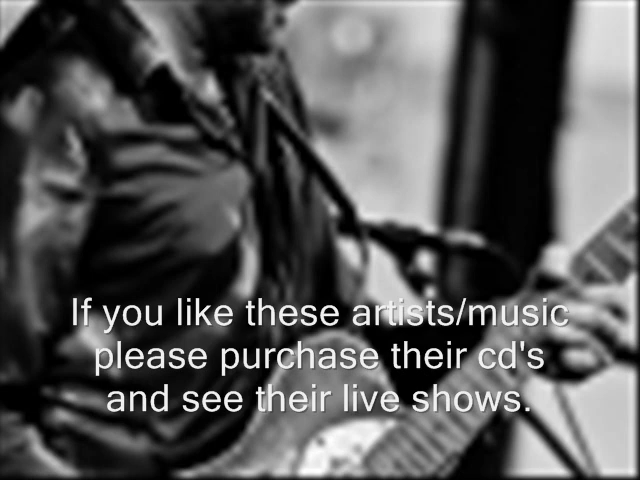 If you like these artists/music
please purchase their cd's
and see their live shows.